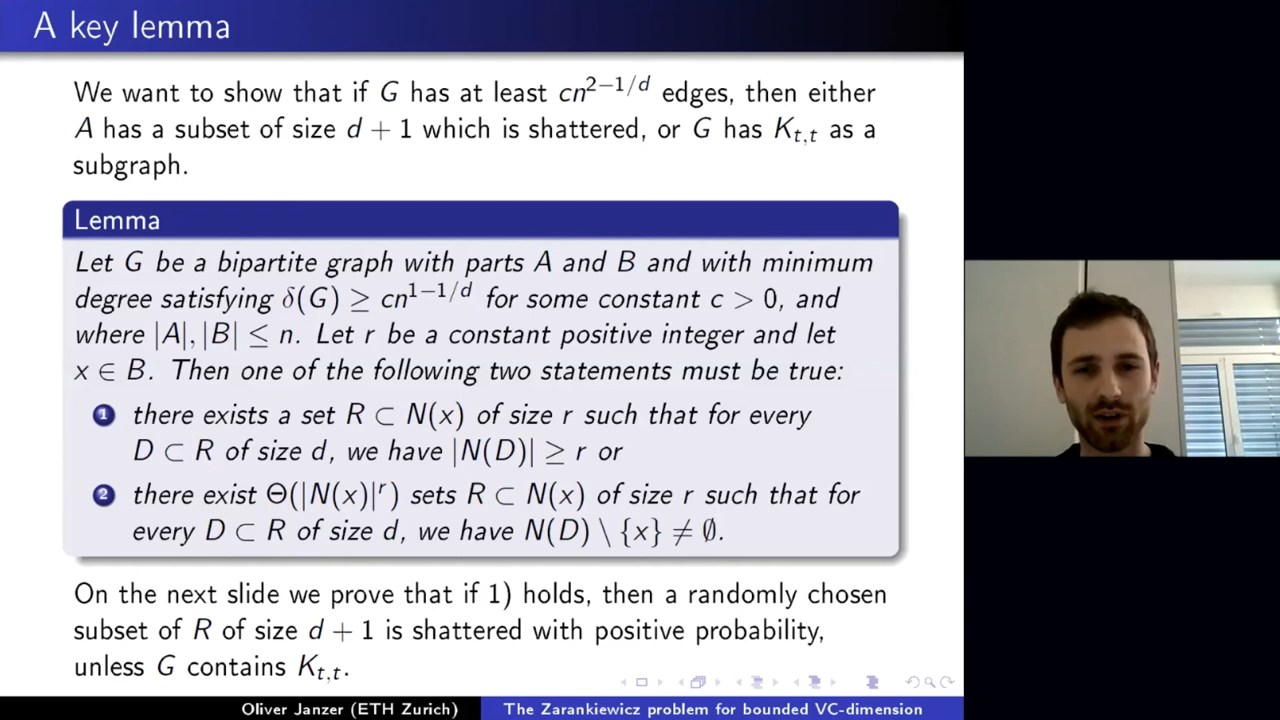 A key lemma
We want to show that if G has at least cn^{2−1/d} edges, then either
A has a subset of size d + 1 which is shattered, or G has K_{t,t} as a
subgraph.
Lemma
Let G be a bipartite graph with parts A and B and with minimum
degree satisfying δ(G) ≥ cn^{1−1/d} for some constant c > 0, and
where |A|, |B| ≤ n. Let r be a constant positive integer and let
x ∈ B. Then one of the following two statements must be true:
1 there exists a set R ⊂ N(x) of size r such that for every
D ⊂ R of size d, we have |N(D)| ≥ r or
2 there exist Θ(|N(x)|^r) sets R ⊂ N(x) of size r such that for
every D ⊂ R of size d, we have N(D) \ {x} ≠ ∅.
On the next slide we prove that if 1) holds, then a randomly chosen
subset of R of size d + 1 is shattered with positive probability,
unless G contains K_{t,t}.
Oliver Janzer (ETH Zurich) The Zarankiewicz problem for bounded VC-dimension